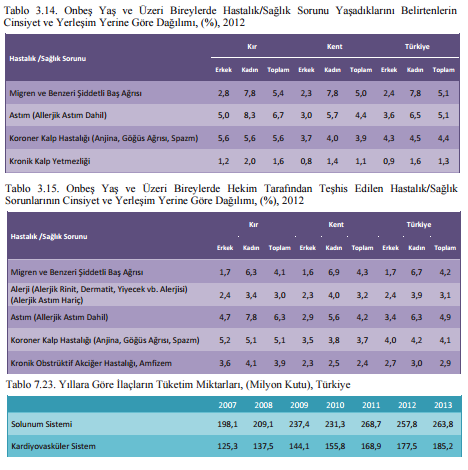 Tablo 3.14. Onbeş Yaş ve Üzeri Bireylerde Hastalık/Sağlık Sorunu Yaşadıklarını Belirtenlerin
Cinsiyet ve Yerleşim Yerine Göre Dağılımı, (%), 2012
Hastalık/Sağlık Sorunu Kır Kent Türkiye
Erkek Kadın Toplam Erkek Kadın Toplam Erkek Kadın Toplam
Migren ve Benzeri Şiddetli Baş Ağrısı 2,8 7,8 5,4 2,3 7,8 5,0 2,4 7,8 5,1
Astım (Allerjik Astım Dahil) 5,0 8,3 6,7 3,0 5,7 4,4 3,6 6,5 5,1
Koroner Kalp Hastalığı (Anjina, Göğüs Ağrısı, Spazm) 5,6 5,6 5,6 3,7 4,0 3,9 4,3 4,5 4,4
Kronik Kalp Yetmezliği 1,2 2,0 1,6 0,8 1,4 1,1 0,9 1,6 1,3
Tablo 3.15. Onbeş Yaş ve Üzeri Bireylerde Hekim Tarafından Teşhis Edilen Hastalık/Sağlık
Sorunlarının Cinsiyet ve Yerleşim Yerine Göre Dağılımı, (%), 2012
Hastalık /Sağlık Sorunu Kır Kent Türkiye
Erkek Kadın Toplam Erkek Kadın Toplam Erkek Kadın Toplam
Migren ve Benzeri Şiddetli Baş Ağrısı 1,7 6,3 4,1 1,6 6,9 4,3 1,7 6,7 4,2
Alerji (Alerjik Rinit, Dermatit, Yiyecek vb. Alerjisi)
(Alerjik Astım Hariç) 2,4 3,4 3,0 2,3 4,0 3,2 2,4 3,9 3,1
Astım (Allerjik Astım Dahil) 4,7 7,8 6,3 2,9 5,6 4,2 3,4 6,3 4,9
Koroner Kalp Hastalığı (Anjina, Göğüs Ağrısı, Spazm) 5,2 5,1 5,1 3,5 3,8 3,7 4,0 4,2 4,1
Kronik Obstrüktif Akciğer Hastalığı, Amfizem 3,6 4,1 3,9 2,3 2,5 2,4 2,7 3,0 2,9
Tablo 7.23. Yıllara Göre İlaçların Tüketim Miktarları, (Milyon Kutu), Türkiye
2007 2008 2009 2010 2011 2012 2013
Solunum Sistemi 198,1 209,1 237,4 231,3 268,7 257,8 263,8
Kardiyovasküler Sistem 125,3 137,5 144,1 155,8 168,9 177,5 185,2